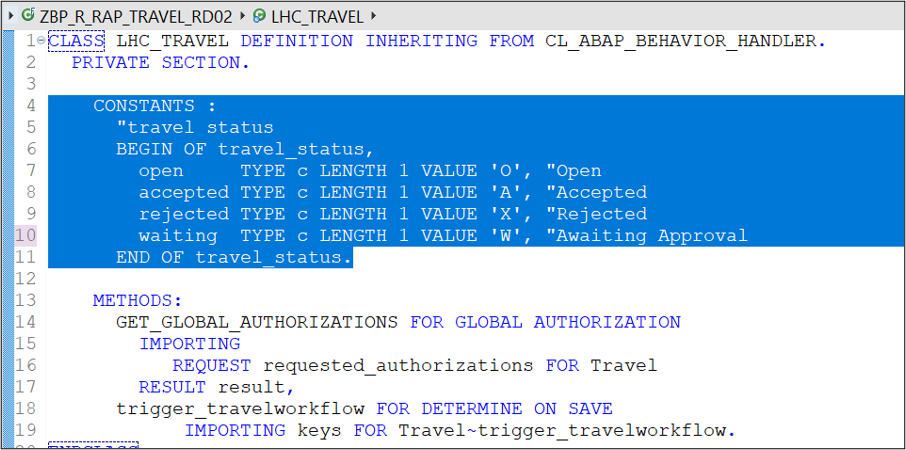 ZBP_R_RAP_TRAVEL_RD02 LHC_TRAVEL
1 CLASS LHC_TRAVEL DEFINITION INHERITING FROM CL_ABAP_BEHAVIOR_HANDLER.
2 PRIVATE SECTION.
3
4 CONSTANTS :
5 "travel status
6 BEGIN OF travel_status,
7 open TYPE c LENGTH 1 VALUE 'O', "Open
8 accepted TYPE c LENGTH 1 VALUE 'A', "Accepted
9 rejected TYPE c LENGTH 1 VALUE 'X', "Rejected
10 waiting TYPE c LENGTH 1 VALUE 'W', "Awaiting Approval
11 END OF travel_status.
12
13 METHODS:
14 GET_GLOBAL_AUTHORIZATIONS FOR GLOBAL AUTHORIZATION
15 IMPORTING
16 REQUEST requested_authorizations FOR Travel
17 RESULT result,
18 trigger_travelworkflow FOR DETERMINE ON SAVE
19 IMPORTING keys FOR Travel~trigger_travelworkflow.
20 ENDCLASS